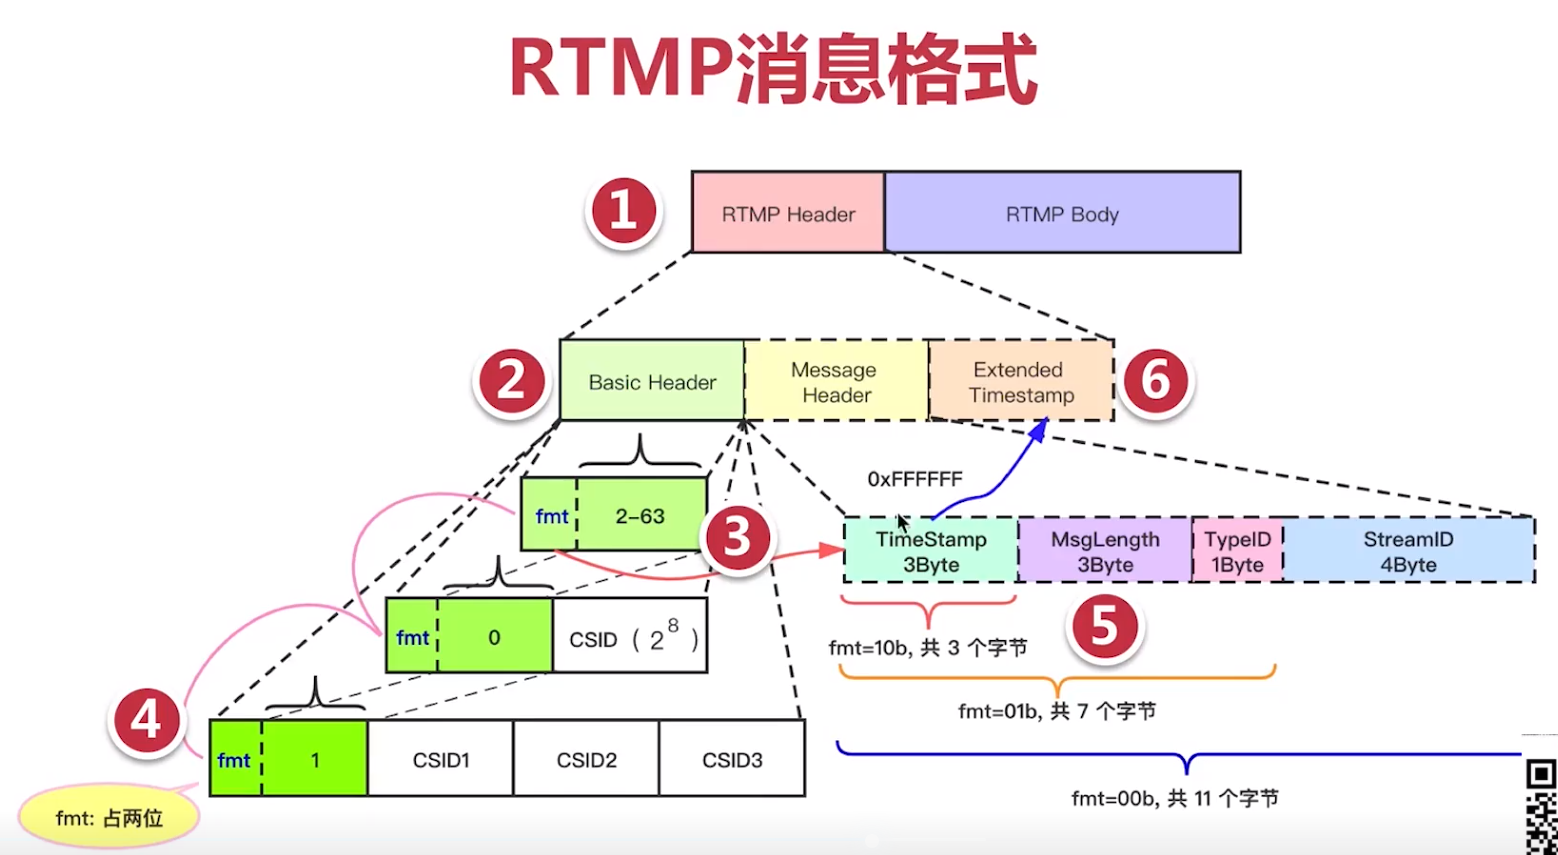 RTMP消息格式
1
RTMP Header
RTMP Body
2
Basic Header
Message
Header
Extended
Timestamp
6
0xFFFFFF
fmt
2-63
3
TimeStamp
3Byte
MsgLength
3Byte
TypeID
1Byte
StreamID
4Byte
fmt
0
CSID（2⁸）
5
fmt=10b, 共 3 个字节
4
fmt=01b, 共 7 个字节
fmt
1
CSID1
CSID2
CSID3
fmt=00b, 共 11 个字节
fmt: 占两位